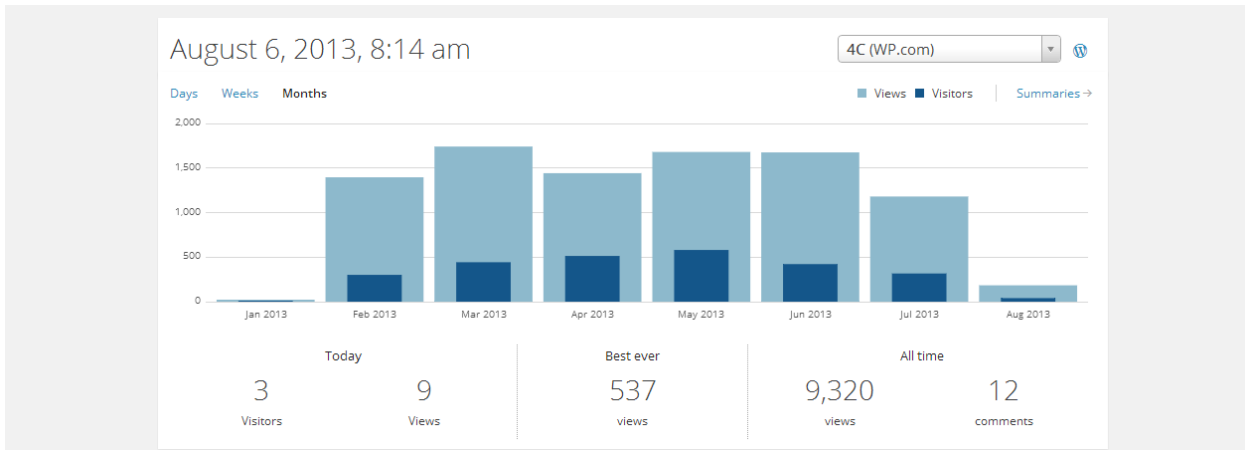 August 6, 2013, 8:14 am
4C (WP.com)
Days Weeks Months
Views Visitors Summaries →
2,000
1,500
1,000
500
0
Jan 2013 Feb 2013 Mar 2013 Apr 2013 May 2013 Jun 2013 Jul 2013 Aug 2013
Today Best ever All time
3 9 537 9,320 12
Visitors Views views views comments